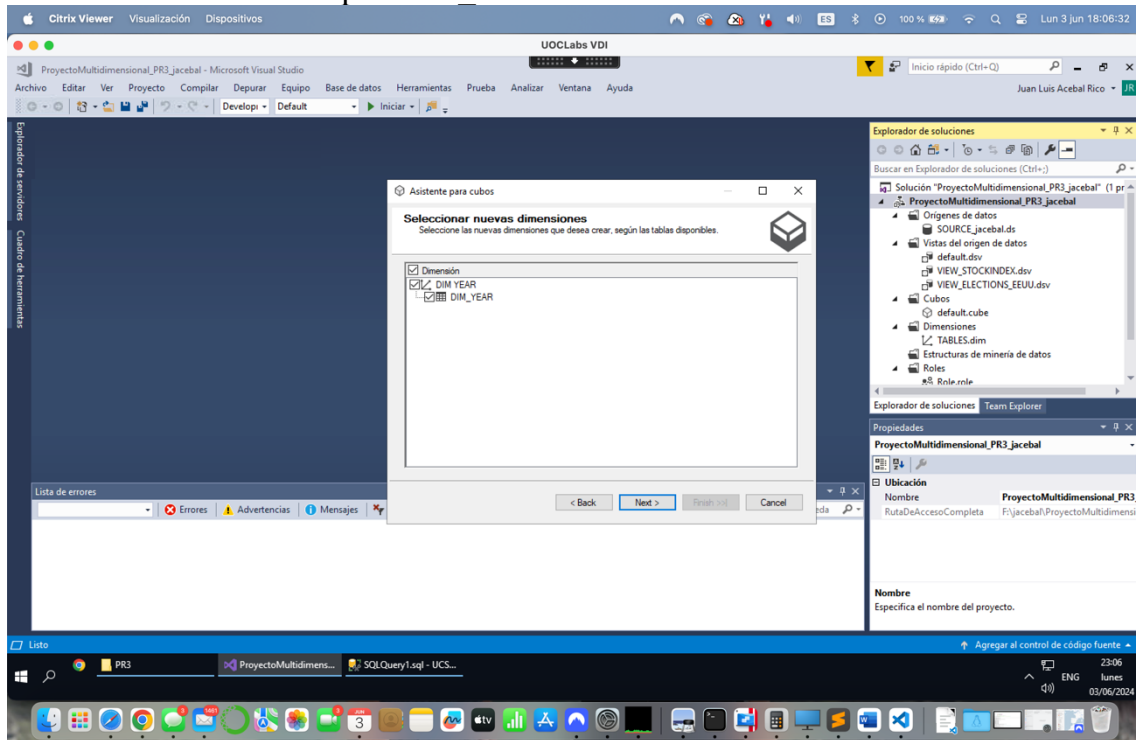 Citrix Viewer Visualización Dispositivos ES 100 % Lun 3 jun 18:06:32
UOCLabs VDI
ProyectoMultidimensional_PR3_jacebal - Microsoft Visual Studio Inicio rápido (Ctrl+Q)
Archivo Editar Ver Proyecto Compilar Depurar Equipo Base de datos Herramientas Prueba Analizar Ventana Ayuda Juan Luis Acebal Rico JR
Developi Default Iniciar
Explorador de servidores
Cuadro de herramientas
Asistente para cubos
Seleccionar nuevas dimensiones
Seleccione las nuevas dimensiones que desea crear, según las tablas disponibles.
Dimensión
DIM YEAR
DIM_YEAR
< Back Next > Finish >>| Cancel
Explorador de soluciones
Buscar en Explorador de soluciones (Ctrl+;)
Solución "ProyectoMultidimensional_PR3_jacebal" (1 pr
ProyectoMultidimensional_PR3_jacebal
Orígenes de datos
SOURCE_jacebal.ds
Vistas del origen de datos
default.dsv
VIEW_STOCKINDEX.dsv
VIEW_ELECTIONS_EEUU.dsv
Cubos
default.cube
Dimensiones
TABLES.dim
Estructuras de minería de datos
Roles
Role.role
Explorador de soluciones Team Explorer
Propiedades
ProyectoMultidimensional_PR3_jacebal
Ubicación
Nombre ProyectoMultidimensional_PR3_
RutaDeAccesoCompleta F:\jacebal\ProyectoMultidimensi
Nombre
Especifica el nombre del proyecto.
Lista de errores
Errores Advertencias Mensajes eda
Listo Agregar al control de código fuente
PR3 ProyectoMultidimens... SQLQuery1.sql - UCS... ENG 23:06
lunes
03/06/2024